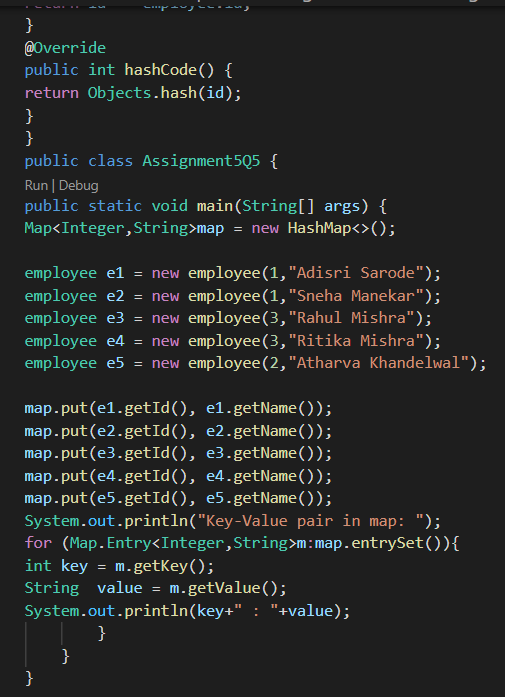 }
@Override
public int hashCode() {
return Objects.hash(id);
}
}
public class Assignment5Q5 {
Run | Debug
public static void main(String[] args) {
Map<Integer,String>map = new HashMap<>();
employee e1 = new employee(1,"Adisri Sarode");
employee e2 = new employee(1,"Sneha Manekar");
employee e3 = new employee(3,"Rahul Mishra");
employee e4 = new employee(3,"Ritika Mishra");
employee e5 = new employee(2,"Atharva Khandelwal");
map.put(e1.getId(), e1.getName());
map.put(e2.getId(), e2.getName());
map.put(e3.getId(), e3.getName());
map.put(e4.getId(), e4.getName());
map.put(e5.getId(), e5.getName());
System.out.println("Key-Value pair in map: ");
for (Map.Entry<Integer,String>m:map.entrySet()){
int key = m.getKey();
String  value = m.getValue();
System.out.println(key+" : "+value);
}
}
}